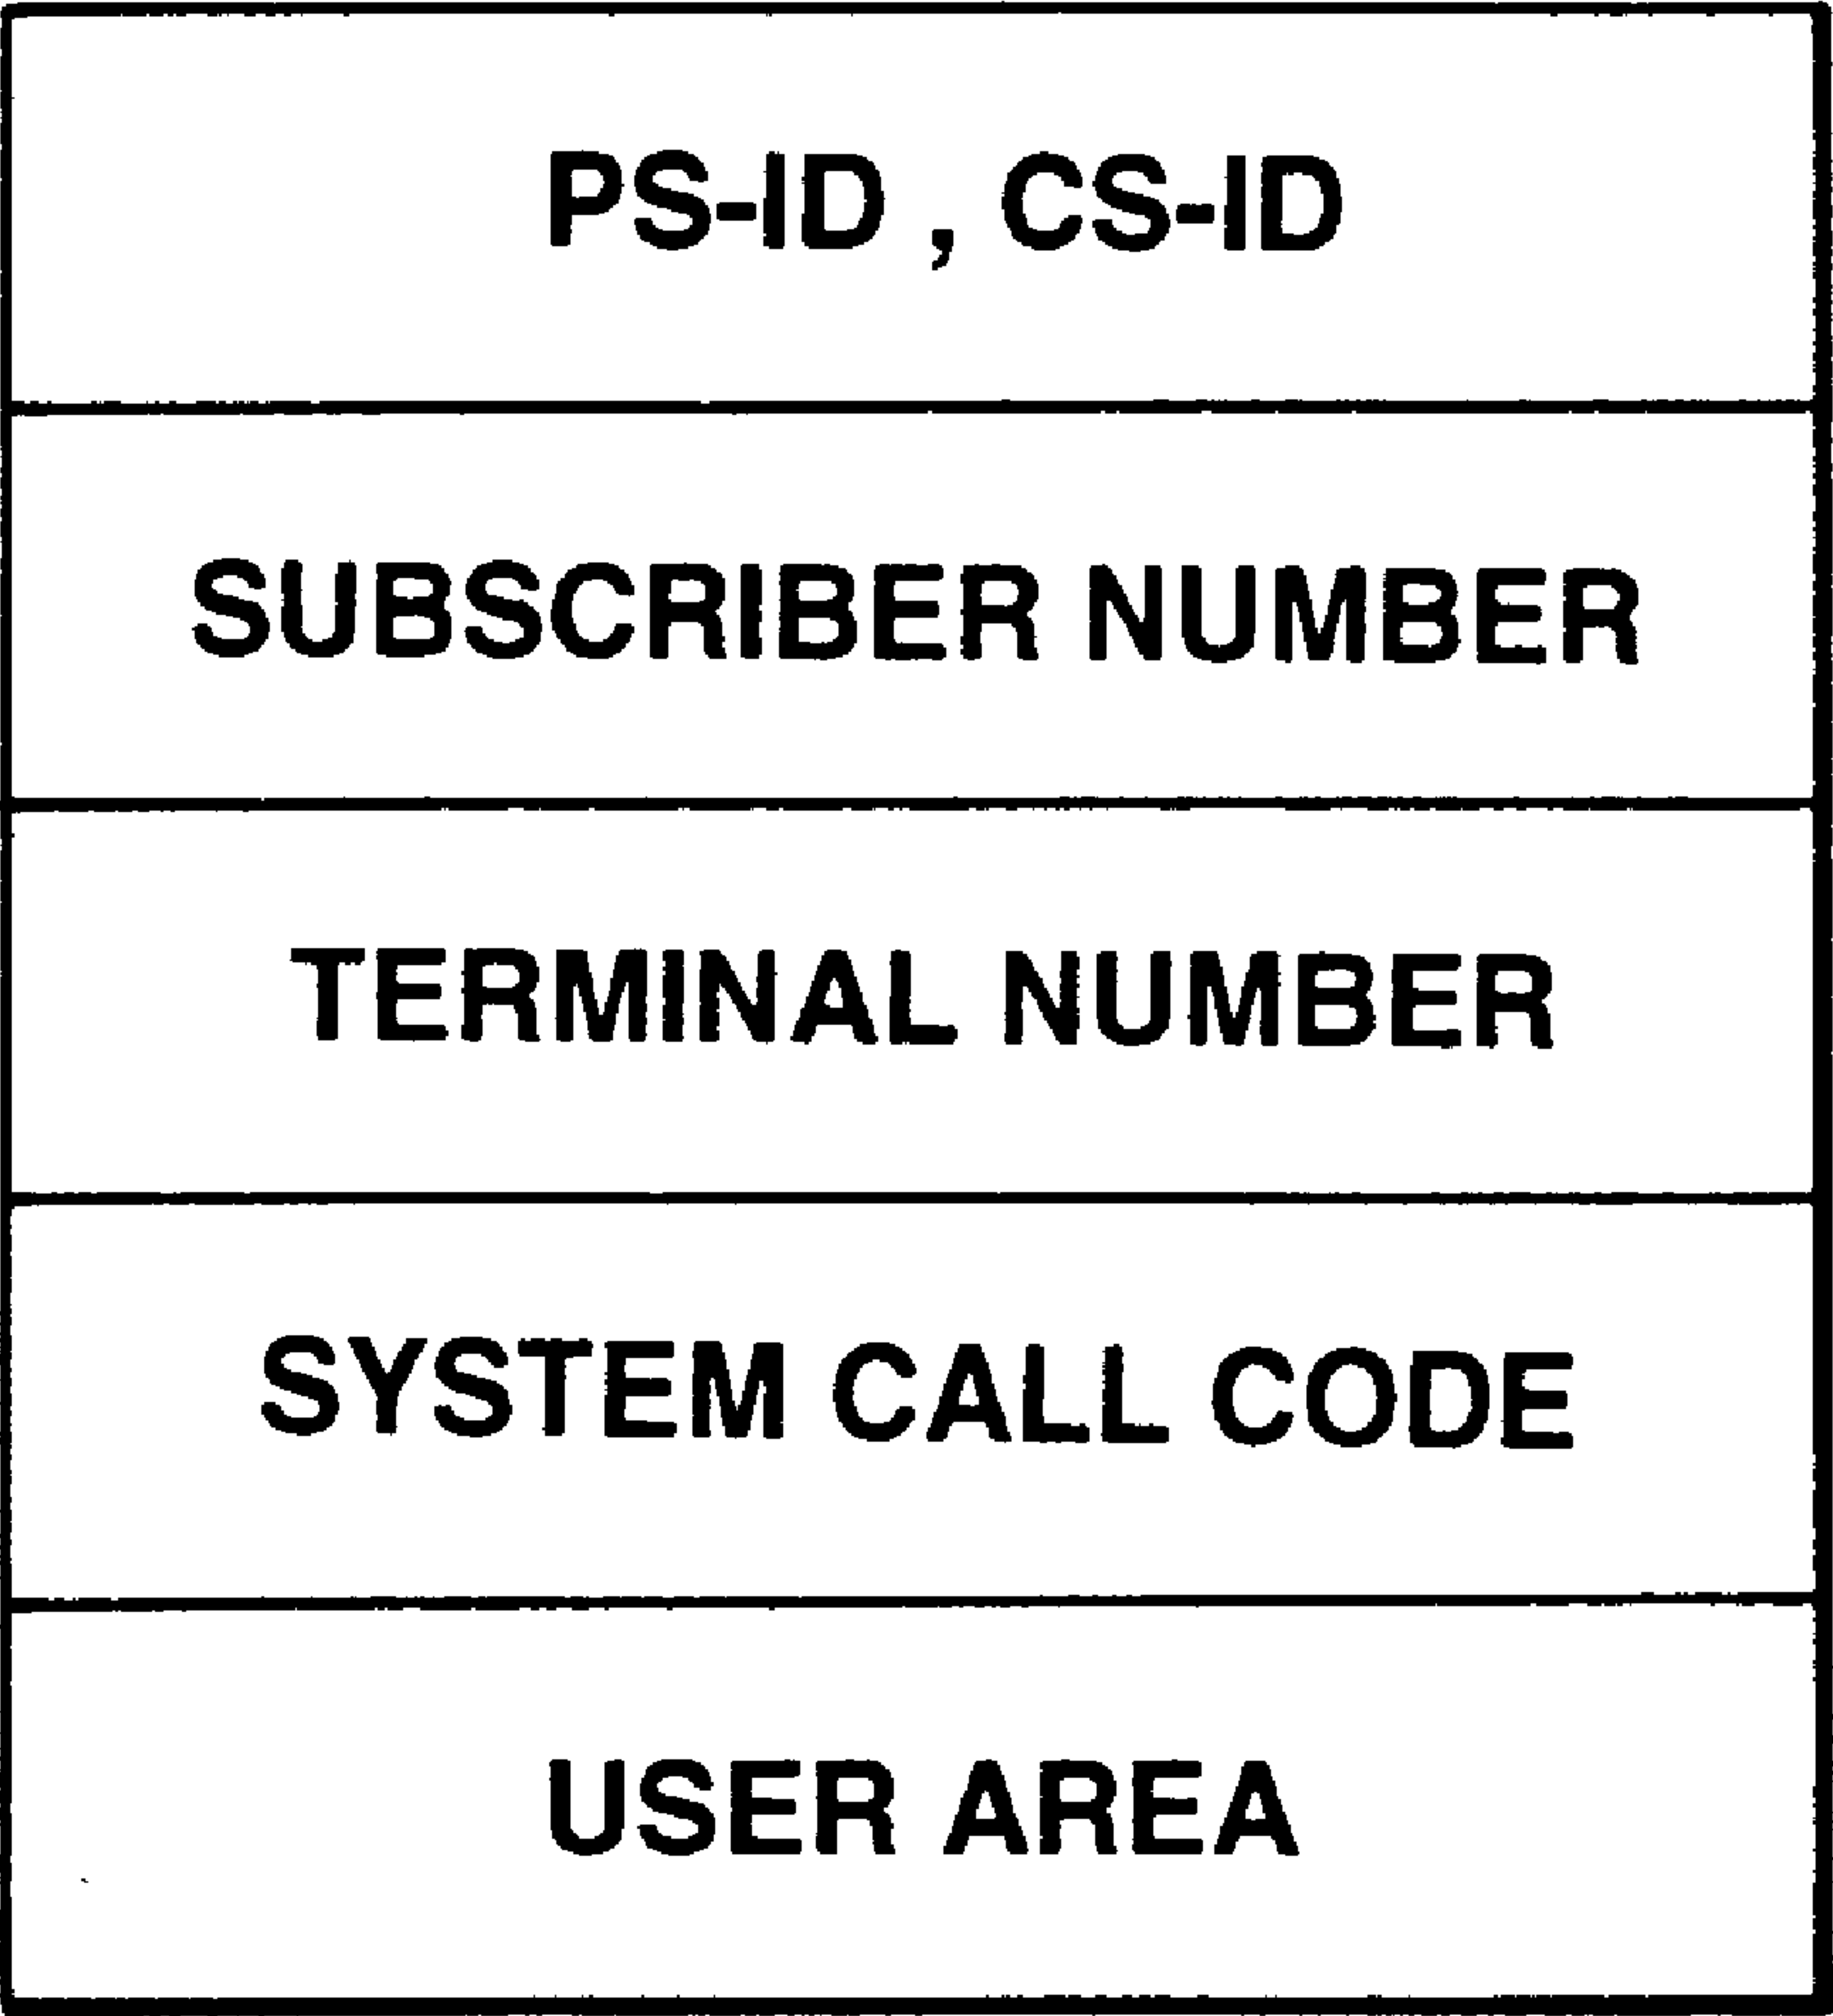 PS-ID , CS-ID
SUBSCRIBER NUMBER
TERMINAL NUMBER
SYSTEM CALL CODE
USER AREA